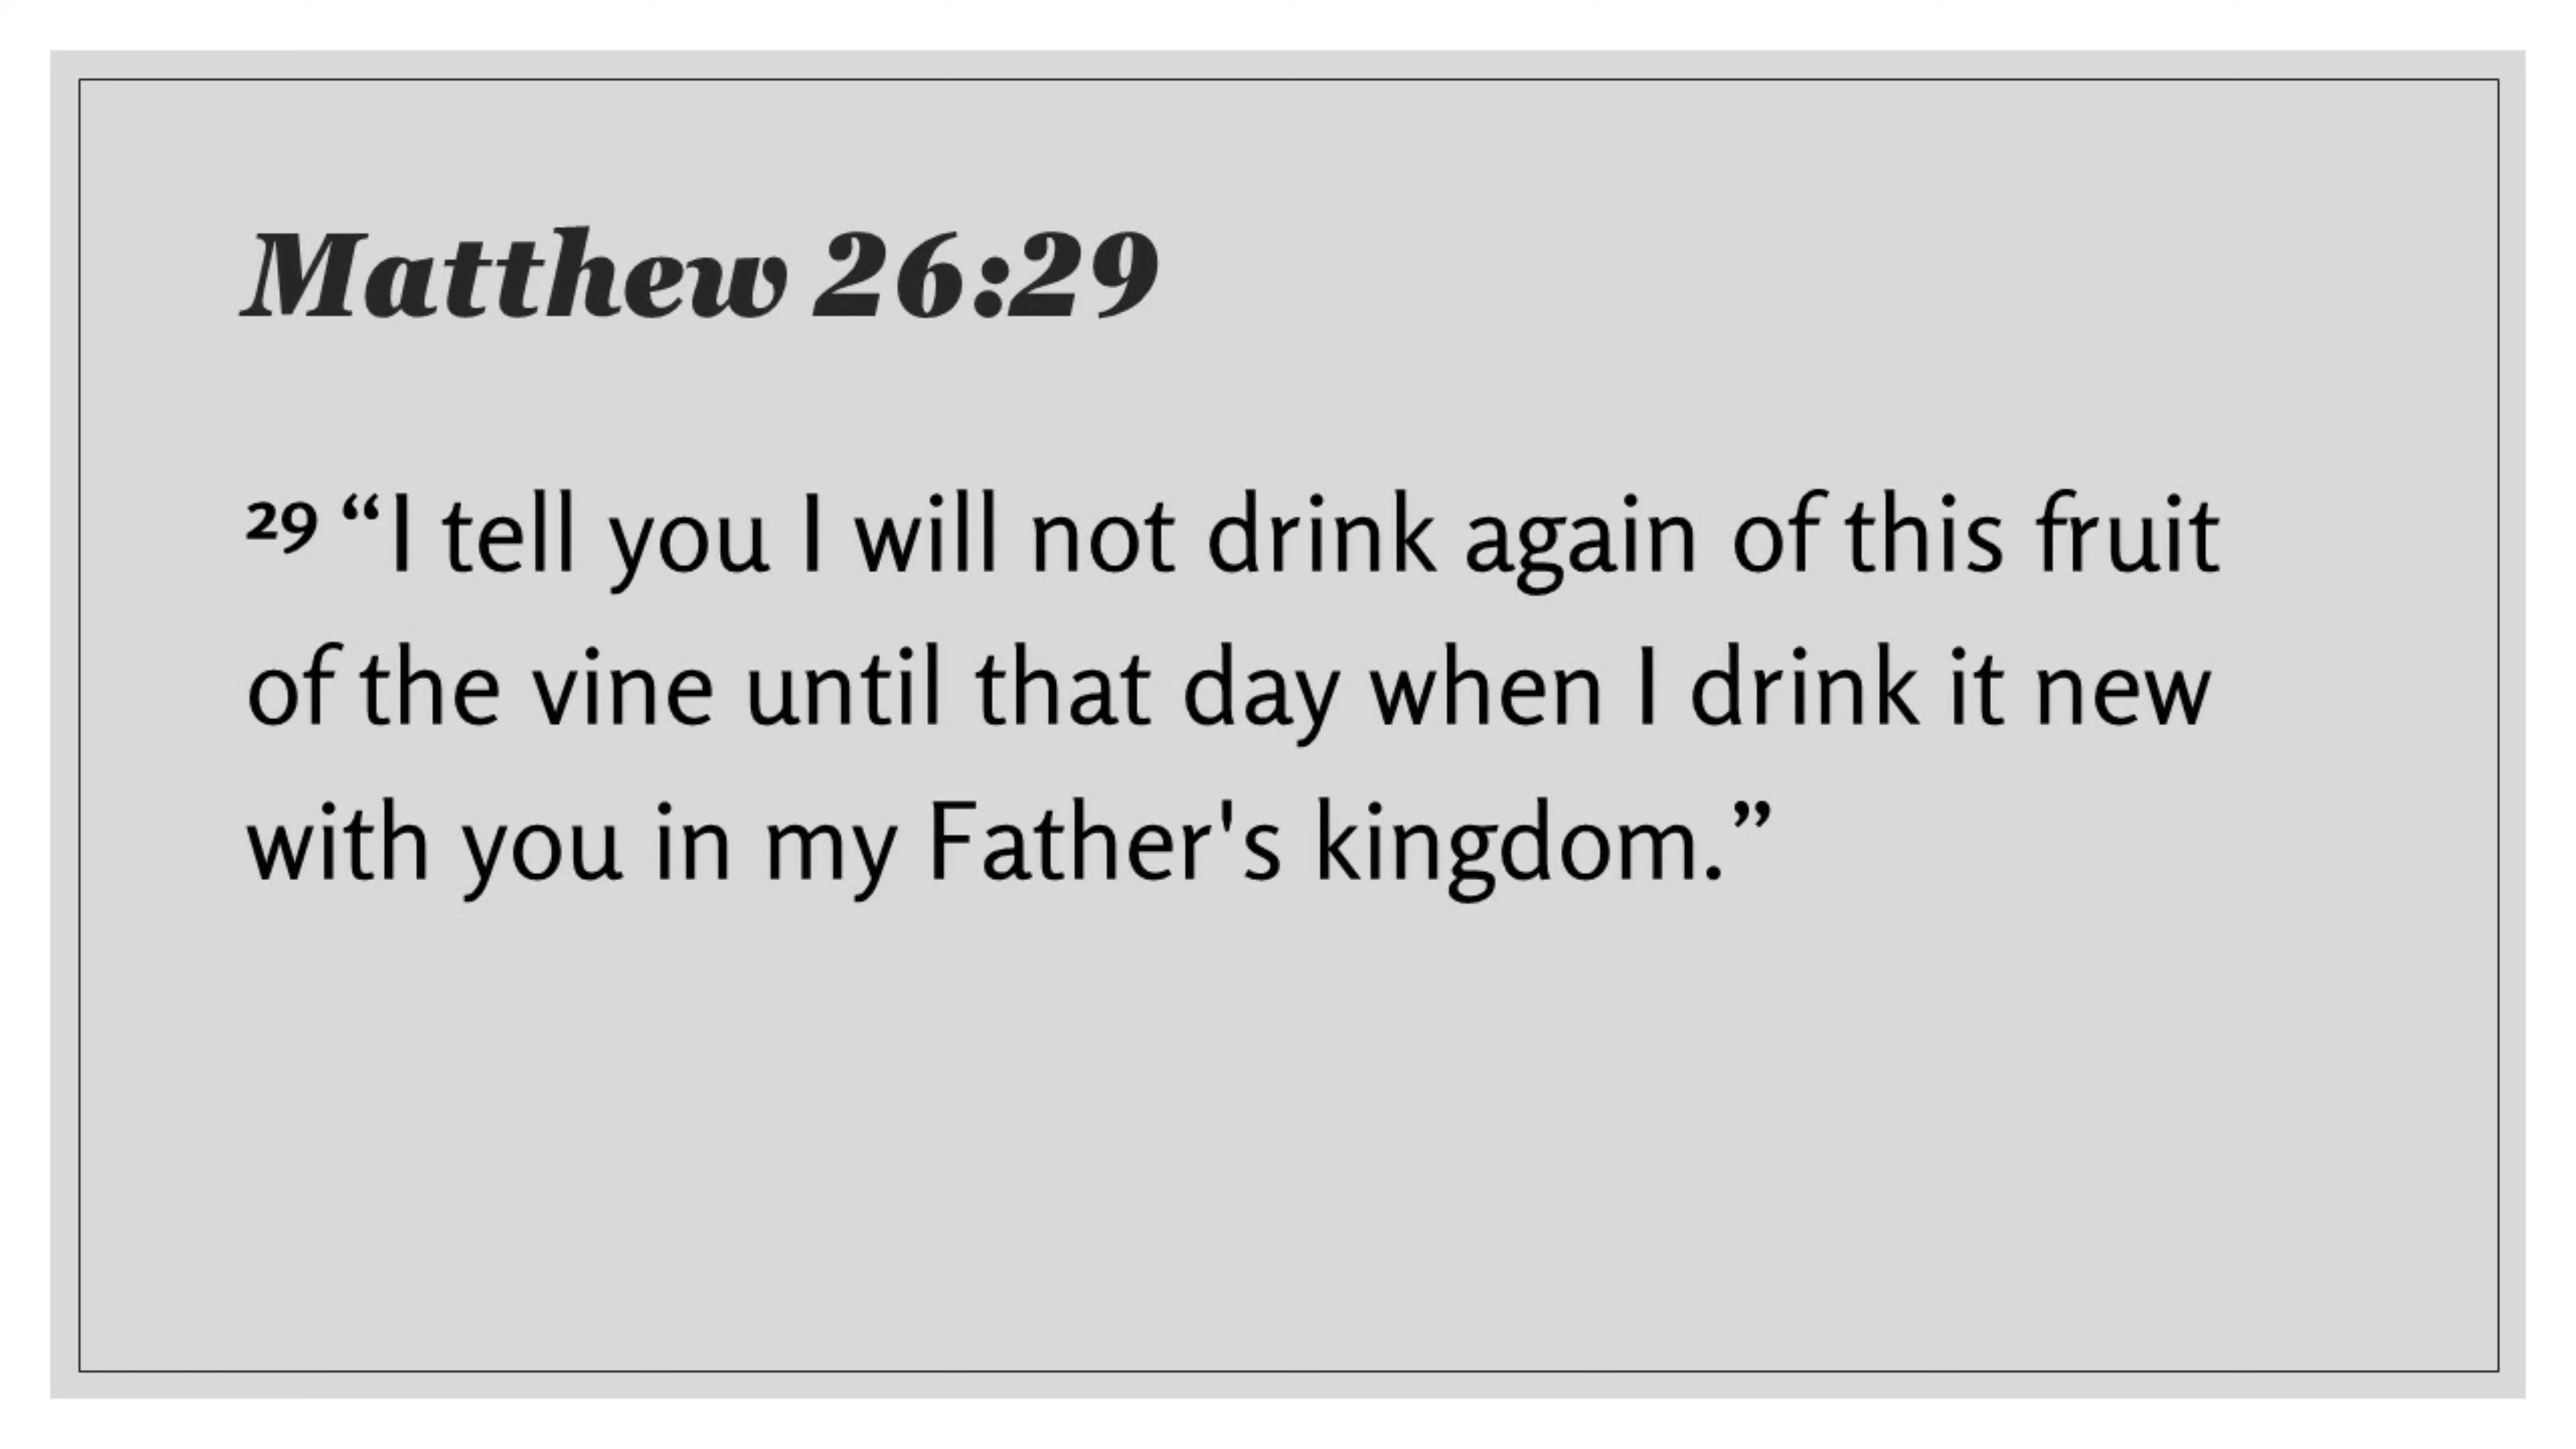 Matthew 26:29
29 “I tell you I will not drink again of this fruit
of the vine until that day when I drink it new
with you in my Father's kingdom.”